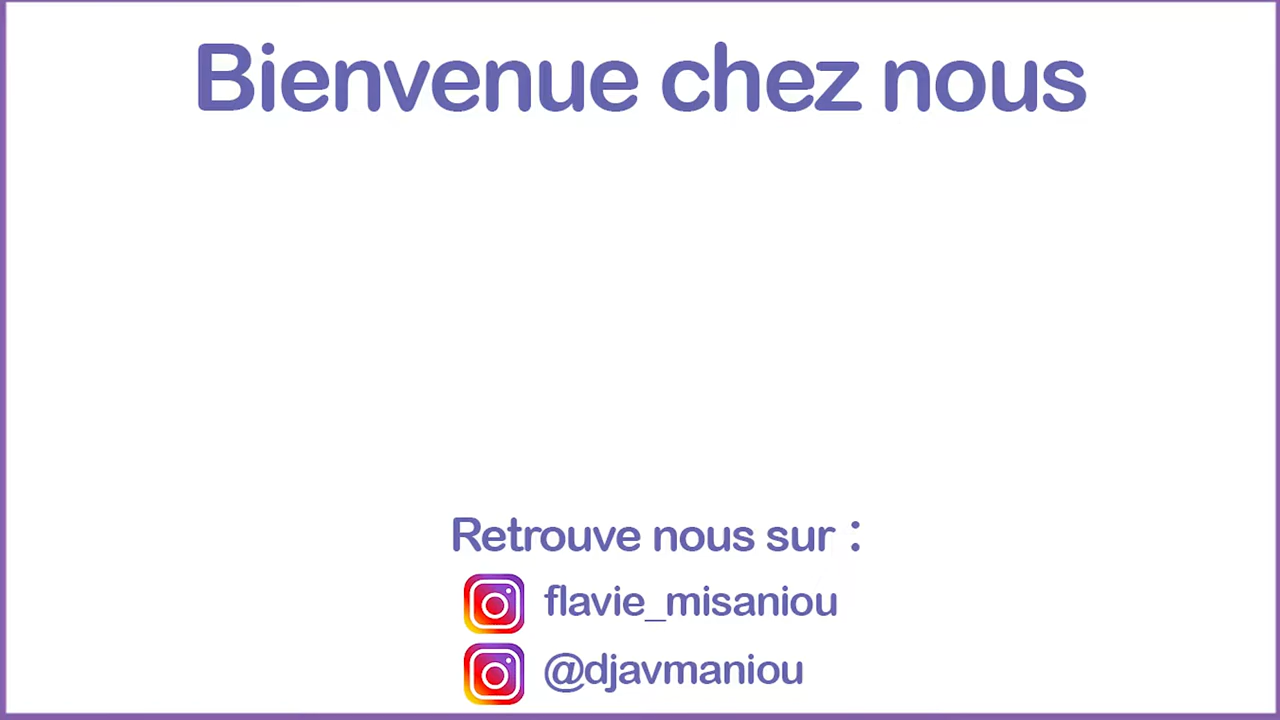 Bienvenue chez nous
Retrouve nous sur :
flavie_misaniou
@djavmaniou